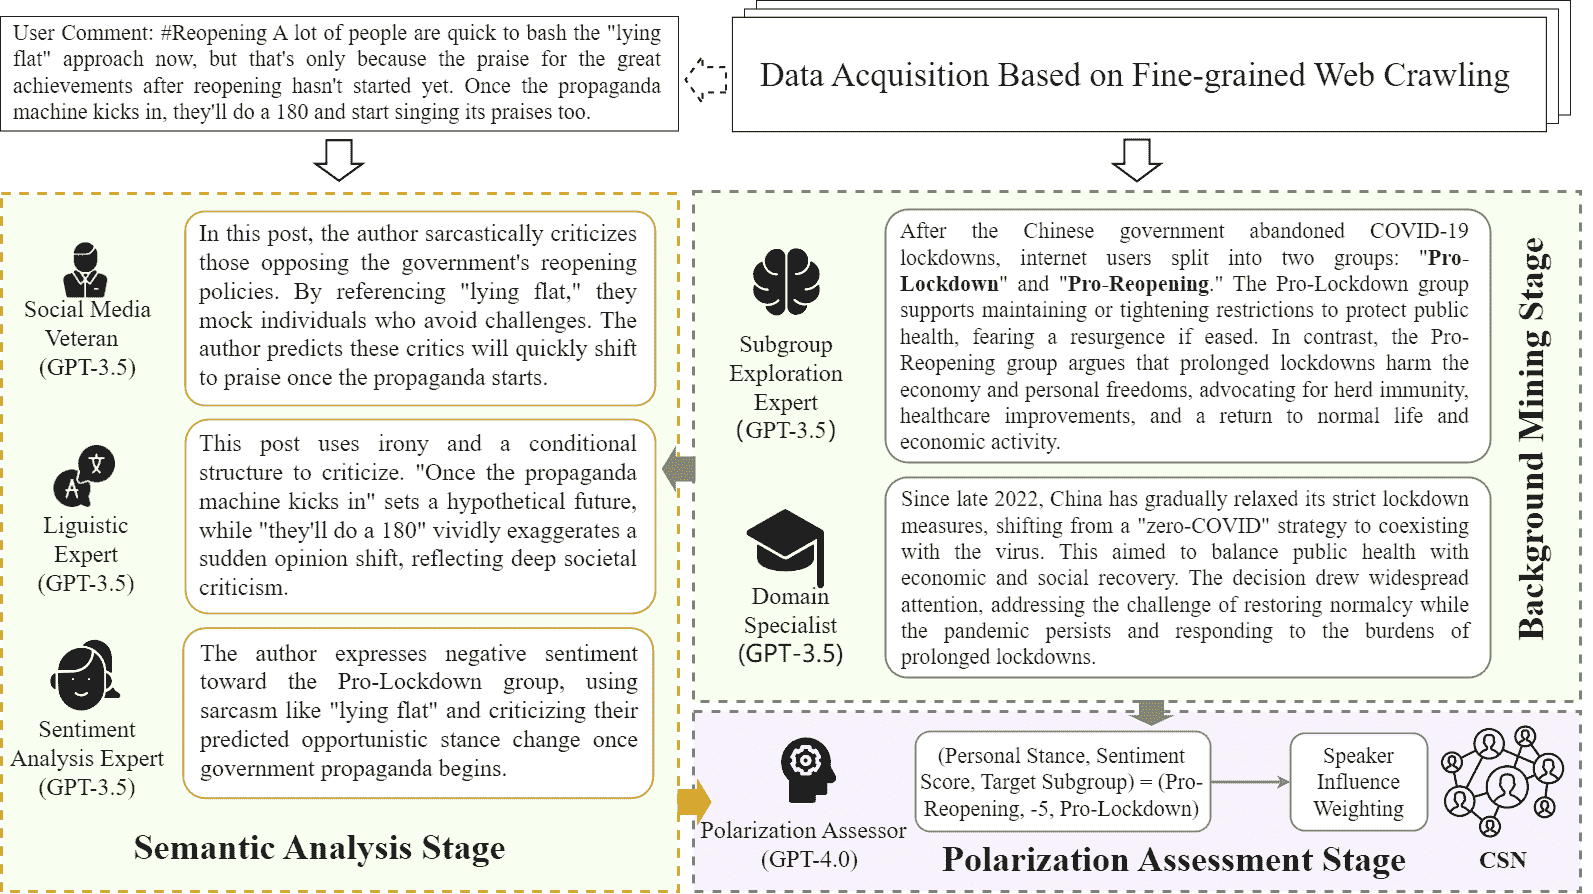 User Comment: #Reopening A lot of people are quick to bash the "lying
flat" approach now, but that's only because the praise for the great
achievements after reopening hasn't started yet. Once the propaganda
machine kicks in, they'll do a 180 and start singing its praises too.
Data Acquisition Based on Fine-grained Web Crawling
Social Media
Veteran
(GPT-3.5)
In this post, the author sarcastically criticizes
those opposing the government's reopening
policies. By referencing "lying flat," they
mock individuals who avoid challenges. The
author predicts these critics will quickly shift
to praise once the propaganda starts.
A
文
Liguistic
Expert
(GPT-3.5)
This post uses irony and a conditional
structure to criticize. "Once the propaganda
machine kicks in" sets a hypothetical future,
while "they'll do a 180" vividly exaggerates a
sudden opinion shift, reflecting deep societal
criticism.
Sentiment
Analysis Expert
(GPT-3.5)
The author expresses negative sentiment
toward the Pro-Lockdown group, using
sarcasm like "lying flat" and criticizing their
predicted opportunistic stance change once
government propaganda begins.
Semantic Analysis Stage
Subgroup
Exploration
Expert
(GPT-3.5)
After the Chinese government abandoned COVID-19
lockdowns, internet users split into two groups: "Pro-
Lockdown" and "Pro-Reopening." The Pro-Lockdown group
supports maintaining or tightening restrictions to protect public
health, fearing a resurgence if eased. In contrast, the Pro-
Reopening group argues that prolonged lockdowns harm the
economy and personal freedoms, advocating for herd immunity,
healthcare improvements, and a return to normal life and
economic activity.
Domain
Specialist
(GPT-3.5)
Since late 2022, China has gradually relaxed its strict lockdown
measures, shifting from a "zero-COVID" strategy to coexisting
with the virus. This aimed to balance public health with
economic and social recovery. The decision drew widespread
attention, addressing the challenge of restoring normalcy while
the pandemic persists and responding to the burdens of
prolonged lockdowns.
Background Mining Stage
Polarization Assessor
(GPT-4.0)
(Personal Stance, Sentiment
Score, Target Subgroup) = (Pro-
Reopening, -5, Pro-Lockdown)
Speaker
Influence
Weighting
CSN
Polarization Assessment Stage